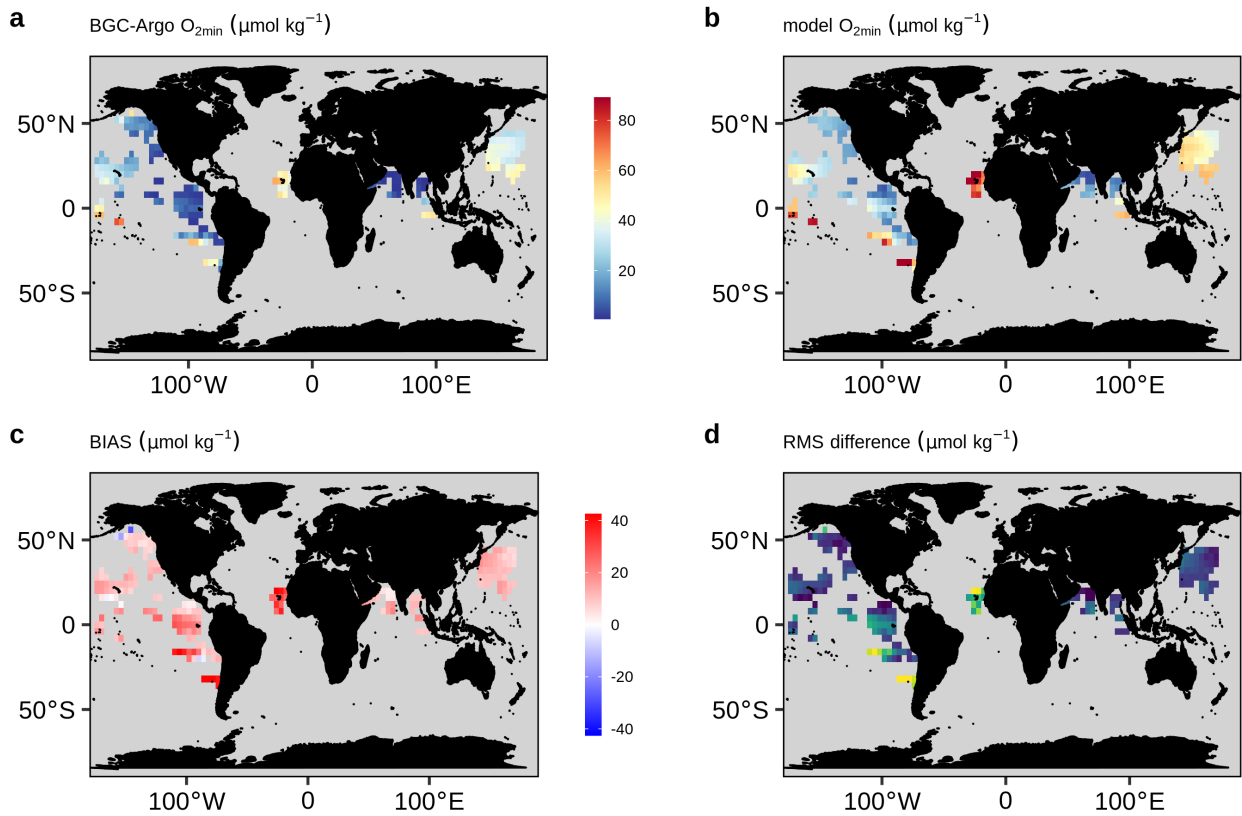 a
BGC-Argo O2min (µmol kg−1)
50°N
0
50°S
100°W 0 100°E
80
60
40
20
b
model O2min (µmol kg−1)
50°N
0
50°S
100°W 0 100°E
c
BIAS (µmol kg−1)
50°N
0
50°S
100°W 0 100°E
40
20
0
-20
-40
d
RMS difference (µmol kg−1)
50°N
0
50°S
100°W 0 100°E